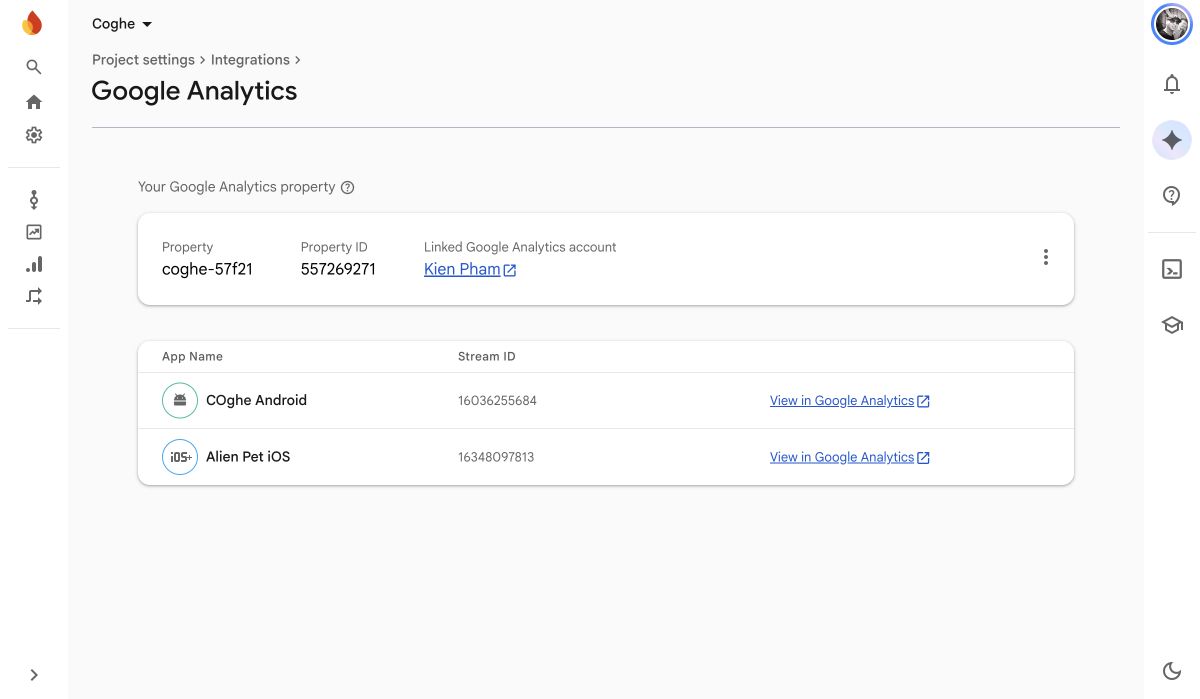 Coghe
Project settings > Integrations >
Google Analytics
Your Google Analytics property
Property Property ID Linked Google Analytics account
coghe-57f21 557269271 Kien Pham
App Name Stream ID
COghe Android 16036255684 View in Google Analytics
iOS+ Alien Pet iOS 16348097813 View in Google Analytics